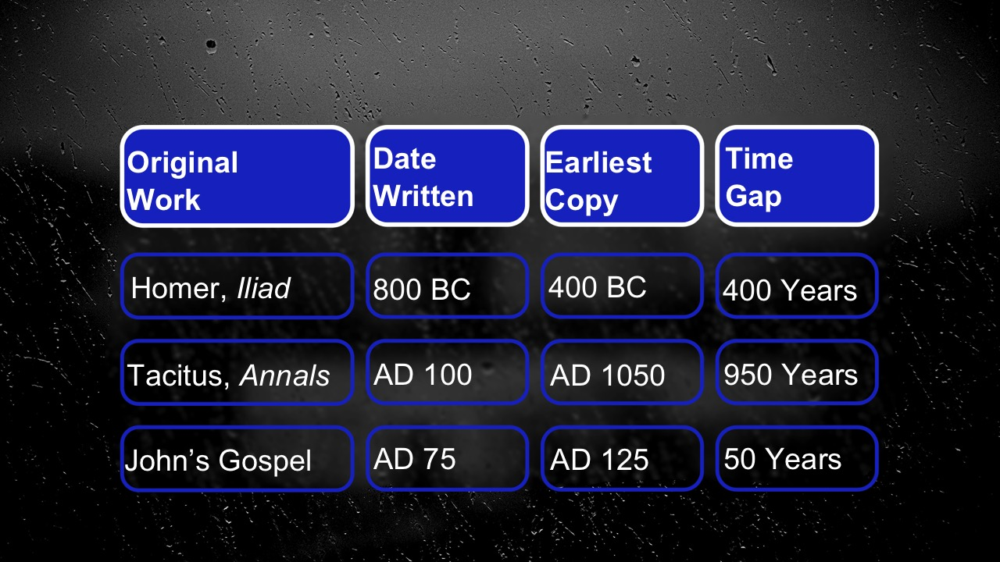 Original
Work
Date
Written
Earliest
Copy
Time
Gap
Homer, Iliad
800 BC
400 BC
400 Years
Tacitus, Annals
AD 100
AD 1050
950 Years
John’s Gospel
AD 75
AD 125
50 Years